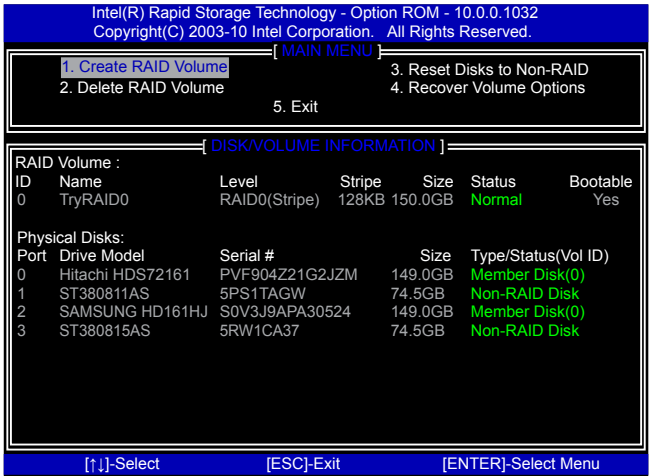 Intel(R) Rapid Storage Technology - Option ROM - 10.0.0.1032
Copyright(C) 2003-10 Intel Corporation. All Rights Reserved.
[ MAIN MENU ]
1. Create RAID Volume 3. Reset Disks to Non-RAID
2. Delete RAID Volume 4. Recover Volume Options
5. Exit
[ DISK/VOLUME INFORMATION ]
RAID Volume :
ID Name Level Stripe Size Status Bootable
0 TryRAID0 RAID0(Stripe) 128KB 150.0GB Normal Yes
Physical Disks:
Port Drive Model Serial # Size Type/Status(Vol ID)
0 Hitachi HDS72161 PVF904Z21G2JZM 149.0GB Member Disk(0)
1 ST380811AS 5PS1TAGW 74.5GB Non-RAID Disk
2 SAMSUNG HD161HJ S0V3J9APA30524 149.0GB Member Disk(0)
3 ST380815AS 5RW1CA37 74.5GB Non-RAID Disk
[↑↓]-Select [ESC]-Exit [ENTER]-Select Menu